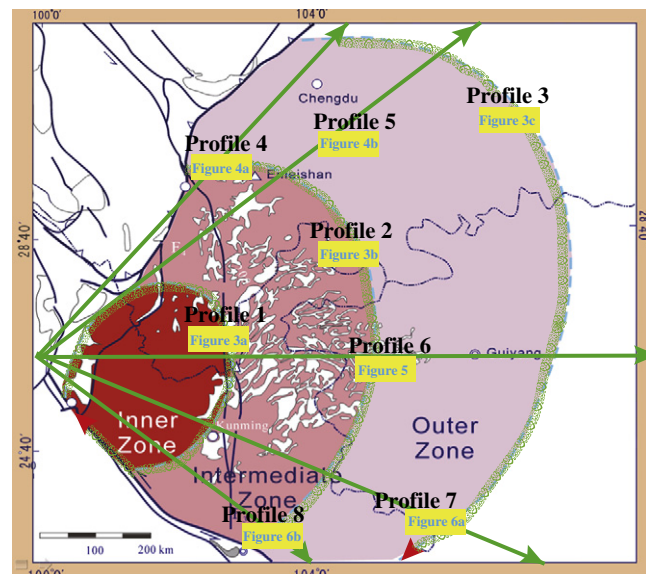 100°0'
104°0'
Chengdu
Profile 3
Figure 3c
Profile 5
Figure 4b
Profile 4
Figure 4a
Emeishan
28°40'
28°40'
Profile 2
Figure 3b
F
Profile 1
Figure 3a
Profile 6
Figure 5
Guiyang
Inner
Zone
Kunming
Outer
Zone
24°40'
Intermediate
Zone
Profile 7
Figure 6a
Profile 8
Figure 6b
100
200 km
100°0'
104°0'